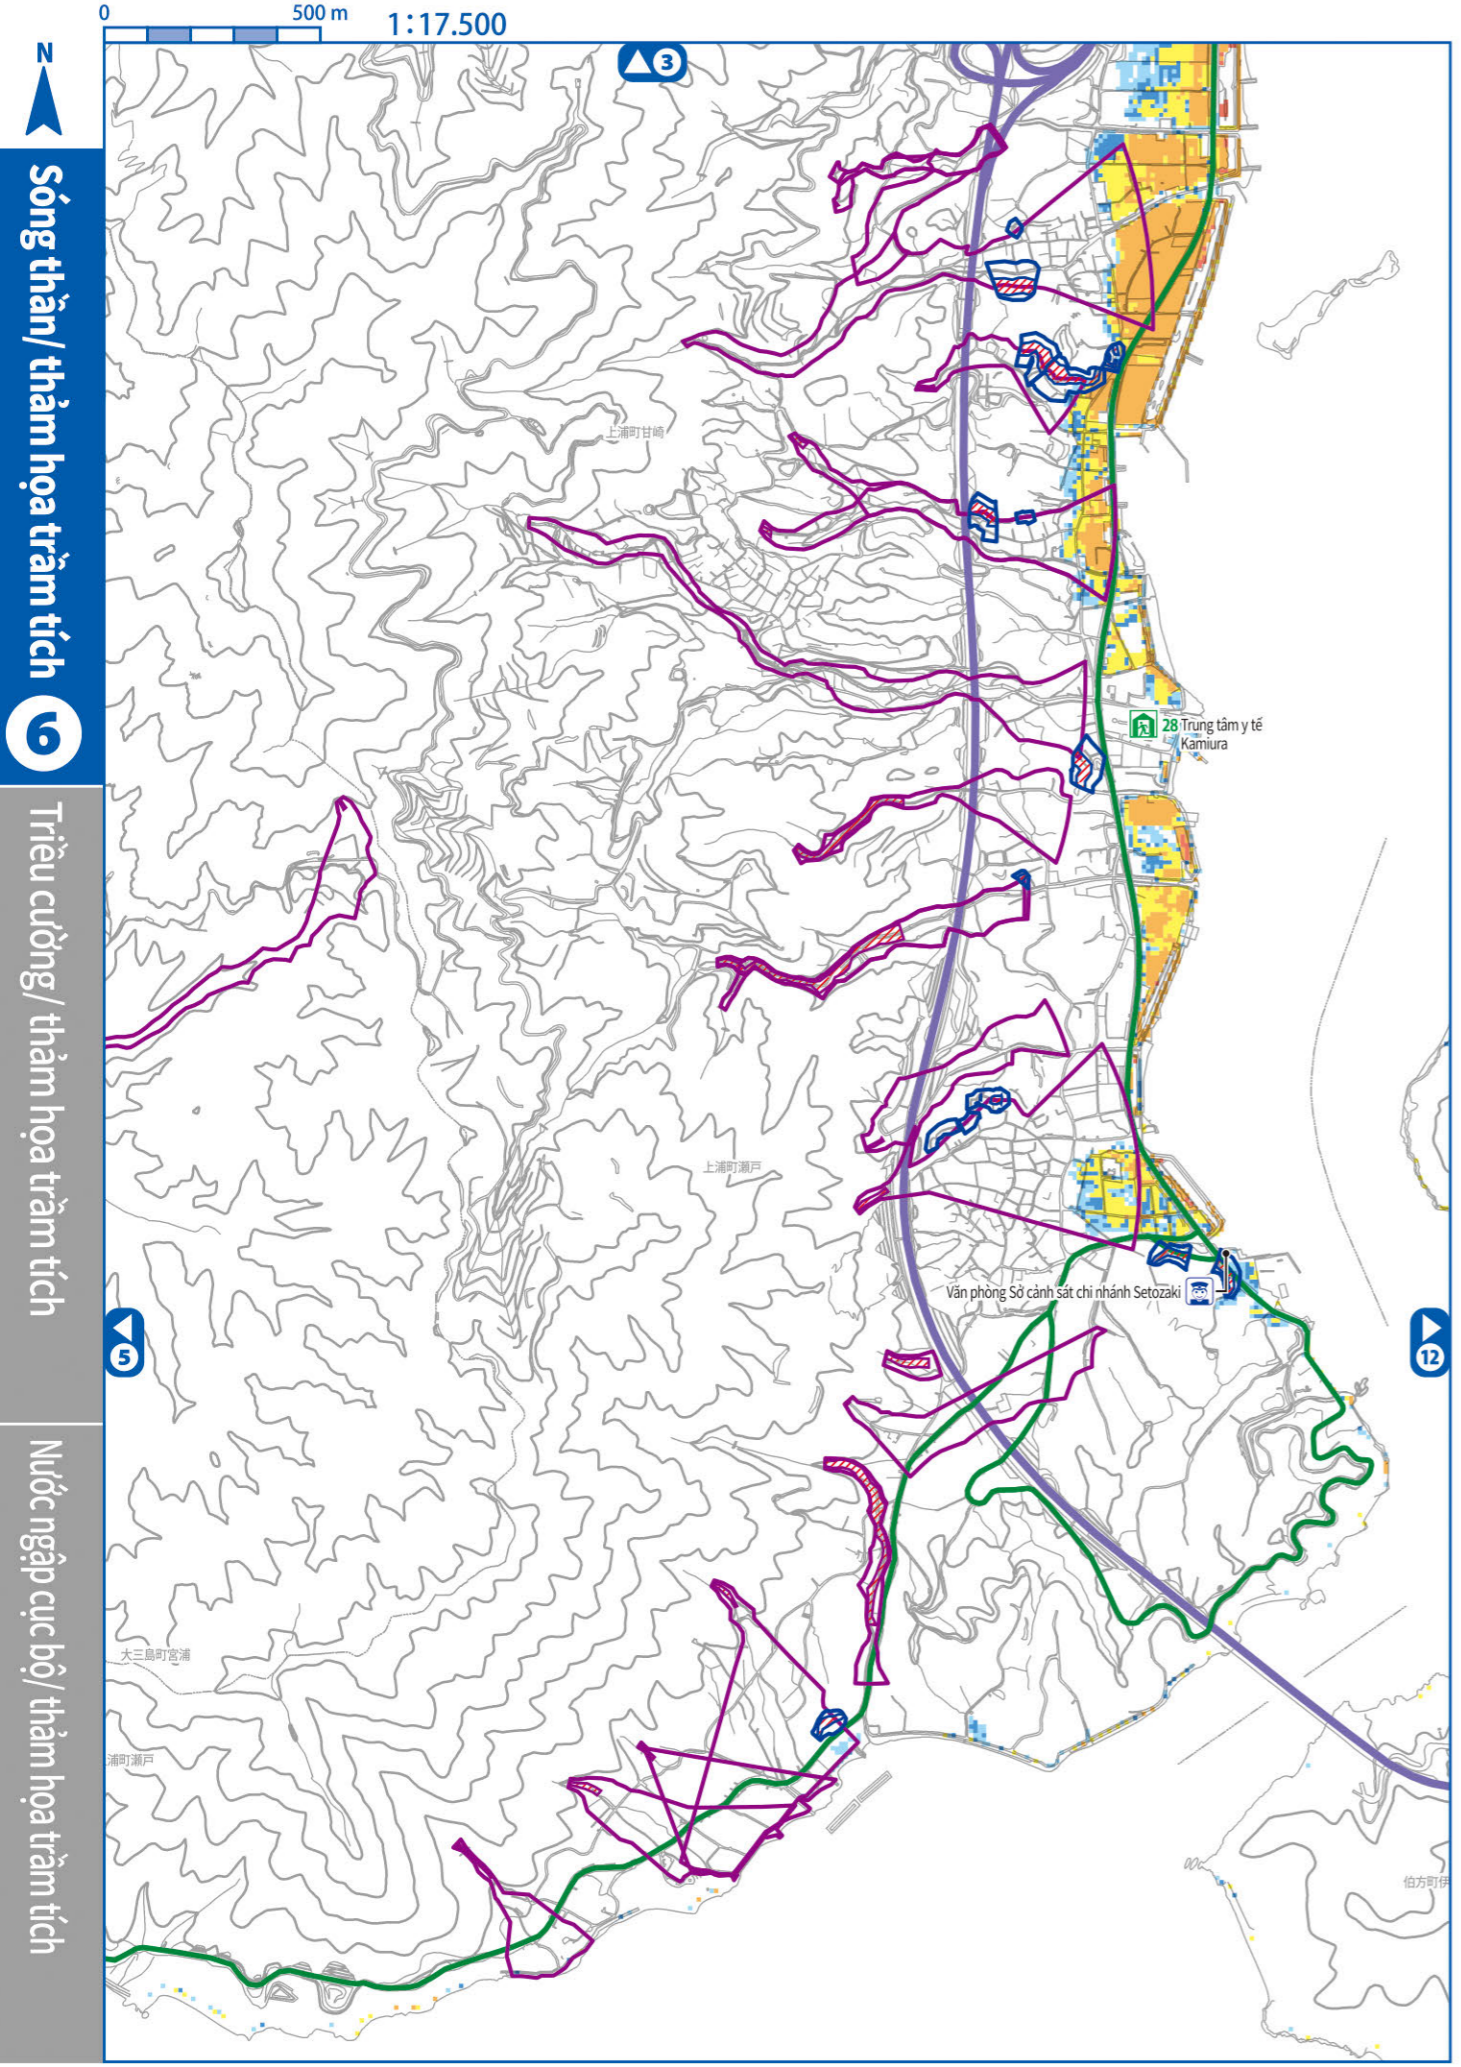 0 500 m 1:17.500
N
3
Sóng thần/ thảm họa trầm tích 6
Triều cường/ thảm họa trầm tích
Nước ngập cục bộ/ thảm họa trầm tích
上浦町甘崎
28 Trung tâm y tế
Kamiura
上浦町瀬戸
Văn phòng Sở cảnh sát chi nhánh Setozaki
5
12
大三島町宮浦
浦町瀬戸
伯方町伊